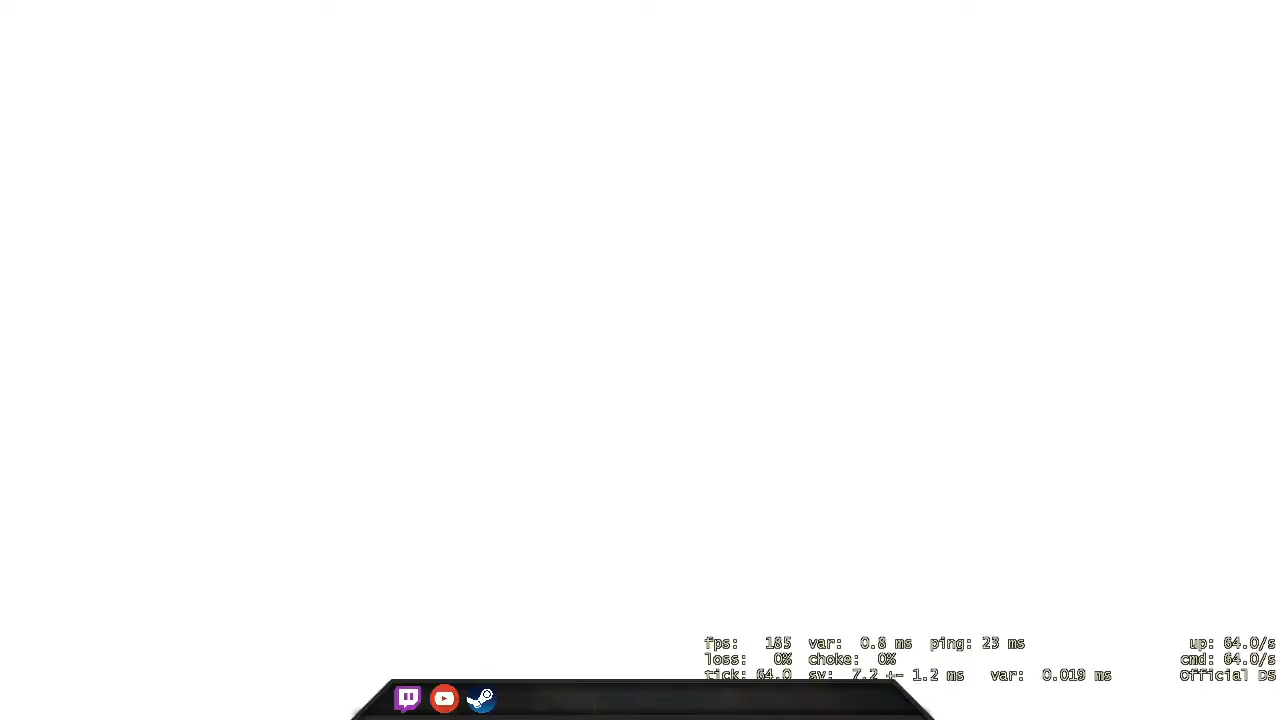 fps: 185 var: 0.8 ms ping: 23 ms up: 64.0/s
loss: 0% choke: 0% cmd: 64.0/s
tick: 64.0 sv: 7.2 +- 1.2 ms var: 0.019 ms Official DS